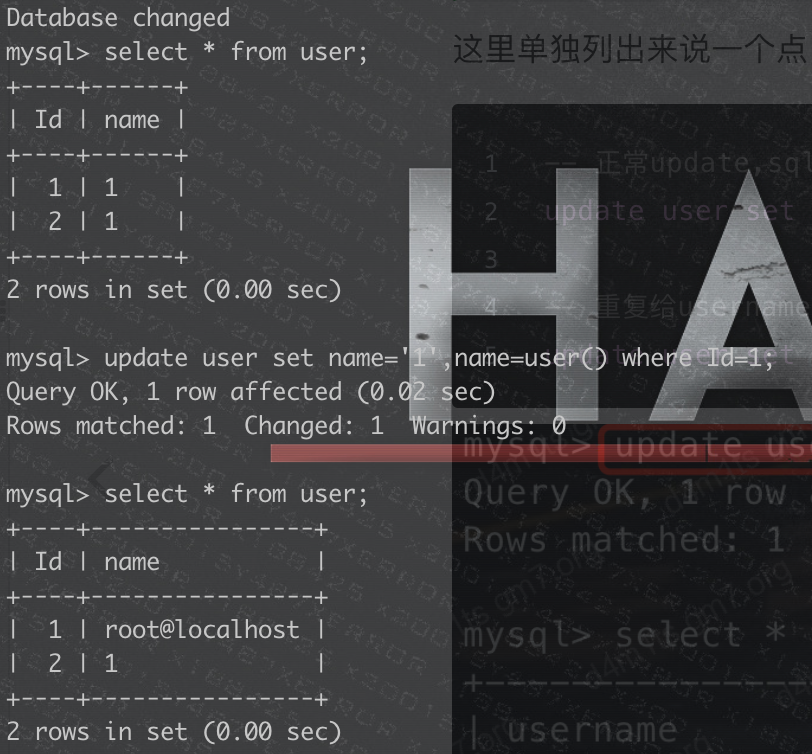 Database changed
mysql> select * from user;
+----+------+
| Id | name |
+----+------+
|  1 | 1    |
|  2 | 1    |
+----+------+
2 rows in set (0.00 sec)
mysql> update user set name='1',name=user() where Id=1;
Query OK, 1 row affected (0.02 sec)
Rows matched: 1  Changed: 1  Warnings: 0
mysql> select * from user;
+----+----------------+
| Id | name           |
+----+----------------+
|  1 | root@localhost |
|  2 | 1              |
+----+----------------+
2 rows in set (0.00 sec)
这里单独列出来说一个点
1 -- 正常update,sql
2 update user set
3
4 重复给username
5
HA
mysql> update us
Query OK, 1 row
Rows matched: 1
mysql> select *
+---------------
| username